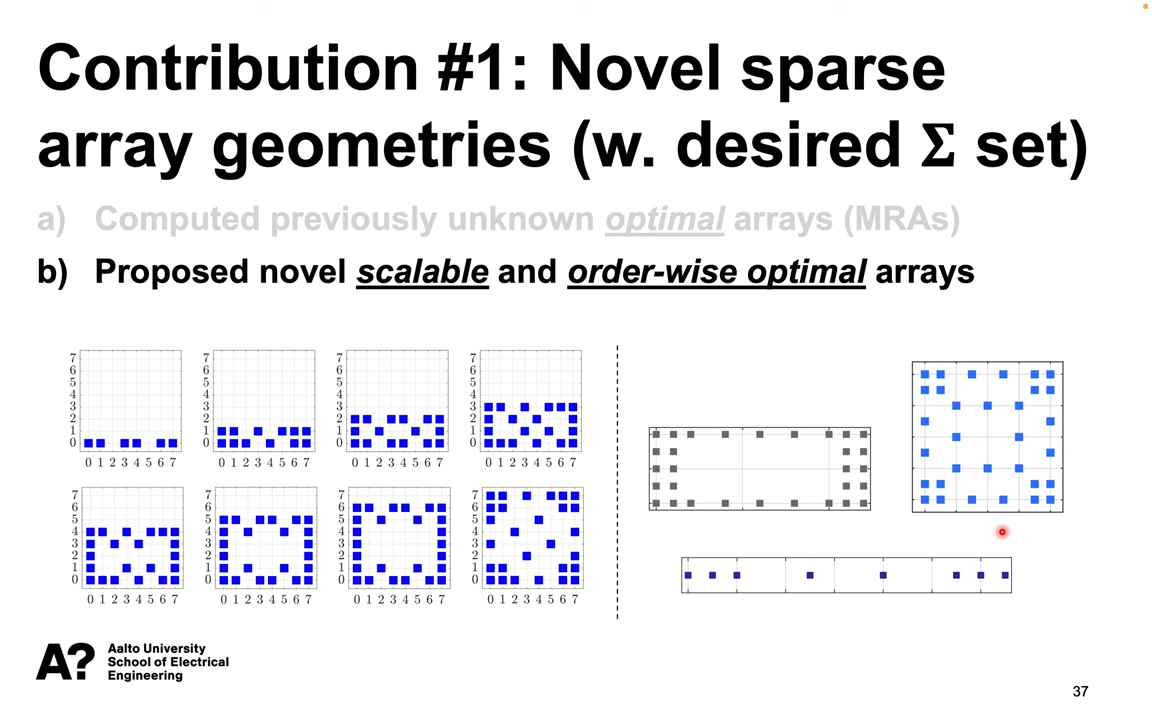 Contribution #1: Novel sparse
array geometries (w. desired Σ set)
a) Computed previously unknown optimal arrays (MRAs)
b) Proposed novel scalable and order-wise optimal arrays
7 7 7 7
6 6 6 6
5 5 5 5
4 4 4 4
3 3 3 3
2 2 2 2
1 1 1 1
0 0 0 0
0 1 2 3 4 5 6 7 0 1 2 3 4 5 6 7 0 1 2 3 4 5 6 7 0 1 2 3 4 5 6 7
7 7 7 7
6 6 6 6
5 5 5 5
4 4 4 4
3 3 3 3
2 2 2 2
1 1 1 1
0 0 0 0
0 1 2 3 4 5 6 7 0 1 2 3 4 5 6 7 0 1 2 3 4 5 6 7 0 1 2 3 4 5 6 7
A?
Aalto University
School of Electrical
Engineering
37